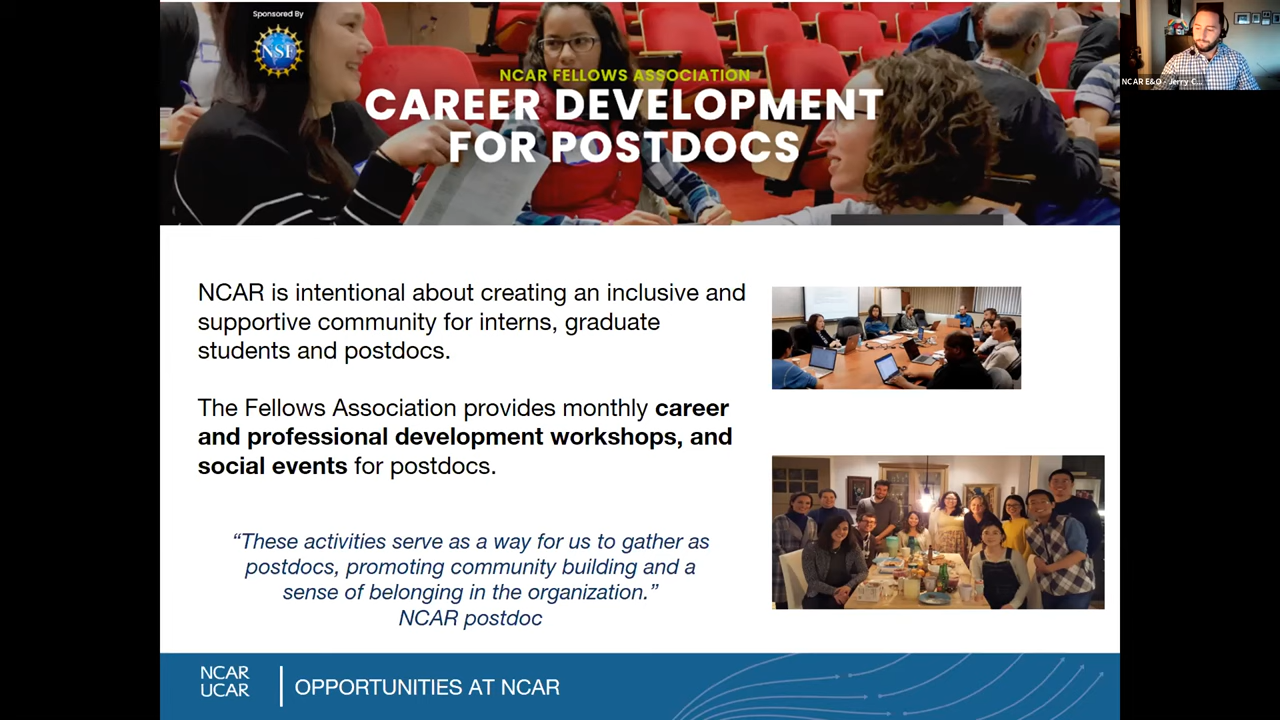 Sponsored By
NSF
NCAR FELLOWS ASSOCIATION
CAREER DEVELOPMENT
FOR POSTDOCS
NCAR E&O - Jerry C...
NCAR is intentional about creating an inclusive and
supportive community for interns, graduate
students and postdocs.
The Fellows Association provides monthly career
and professional development workshops, and
social events for postdocs.
“These activities serve as a way for us to gather as
postdocs, promoting community building and a
sense of belonging in the organization.”
NCAR postdoc
NCAR
UCAR
OPPORTUNITIES AT NCAR